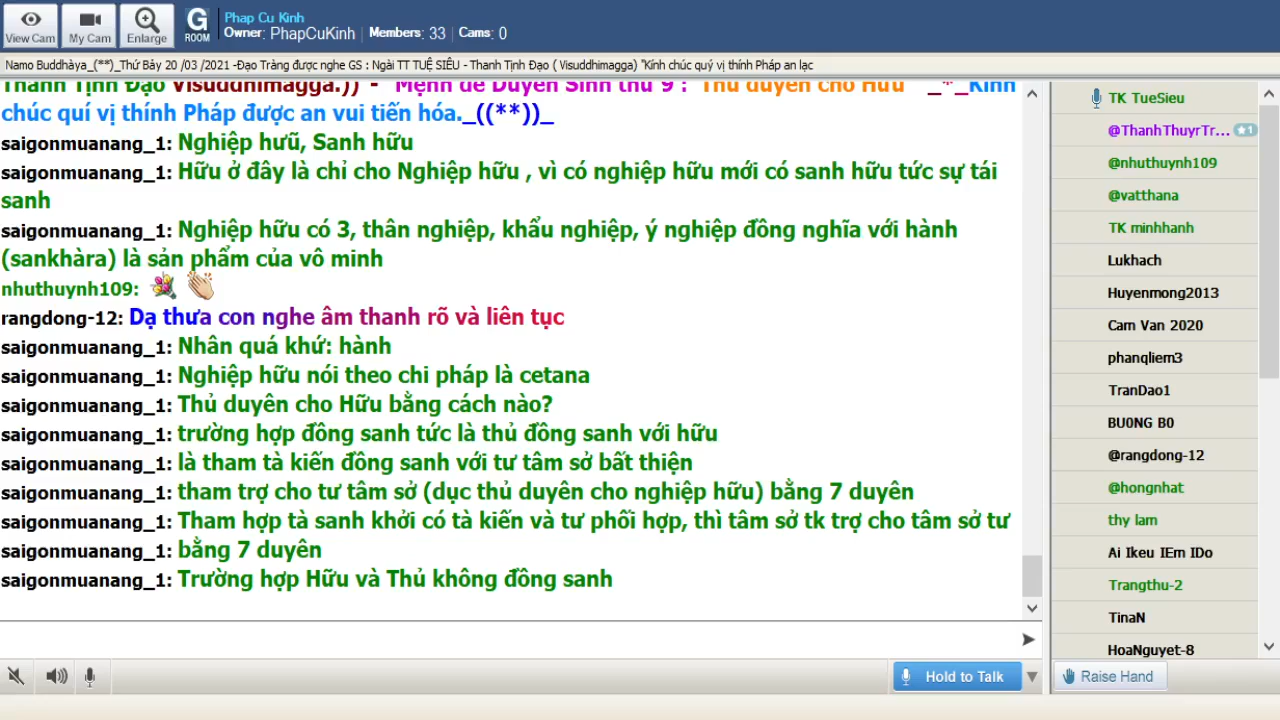 View Cam
My Cam
Enlarge
G
ROOM
Phap Cu Kinh
Owner: PhapCuKinh | Members: 33 | Cams: 0
Namo Buddhàya_(**)_Thứ Bảy 20 /03 /2021 -Đạo Tràng được nghe GS : Ngài TT TUỆ SIÊU - Thanh Tịnh Đạo ( Visuddhimagga) "Kính chúc quý vị thính Pháp an lạc
Thanh Tịnh Đạo Visuddhimagga.)) - "Mệnh đề Duyên Sinh thứ 9 : "Thủ duyên cho Hữu" _*_Kính
chúc quí vị thính Pháp được an vui tiến hóa._((**))_
saigonmuanang_1: Nghiệp hưũ, Sanh hữu
saigonmuanang_1: Hữu ở đây là chỉ cho Nghiệp hữu , vì có nghiệp hữu mới có sanh hữu tức sự tái
sanh
saigonmuanang_1: Nghiệp hữu có 3, thân nghiệp, khẩu nghiệp, ý nghiệp đồng nghĩa với hành
(sankhàra) là sản phẩm của vô minh
nhuthuynh109:
rangdong-12: Dạ thưa con nghe âm thanh rõ và liên tục
saigonmuanang_1: Nhân quá khứ: hành
saigonmuanang_1: Nghiệp hữu nói theo chi pháp là cetana
saigonmuanang_1: Thủ duyên cho Hữu bằng cách nào?
saigonmuanang_1: trường hợp đồng sanh tức là thủ đồng sanh với hữu
saigonmuanang_1: là tham tà kiến đồng sanh với tư tâm sở bất thiện
saigonmuanang_1: tham trợ cho tư tâm sở (dục thủ duyên cho nghiệp hữu) bằng 7 duyên
saigonmuanang_1: Tham hợp tà sanh khởi có tà kiến và tư phối hợp, thì tâm sở tk trợ cho tâm sở tư
saigonmuanang_1: bằng 7 duyên
saigonmuanang_1: Trường hợp Hữu và Thủ không đồng sanh
Hold to Talk
TK TueSieu
@ThanhThuyrTr... ★1
@nhuthuynh109
@vatthana
TK minhhanh
Lukhach
Huyenmong2013
Cam Van 2020
phanqliem3
TranDao1
BU0NG B0
@rangdong-12
@hongnhat
thy lam
Ai Ikeu IEm IDo
Trangthu-2
TinaN
HoaNguyet-8
Raise Hand